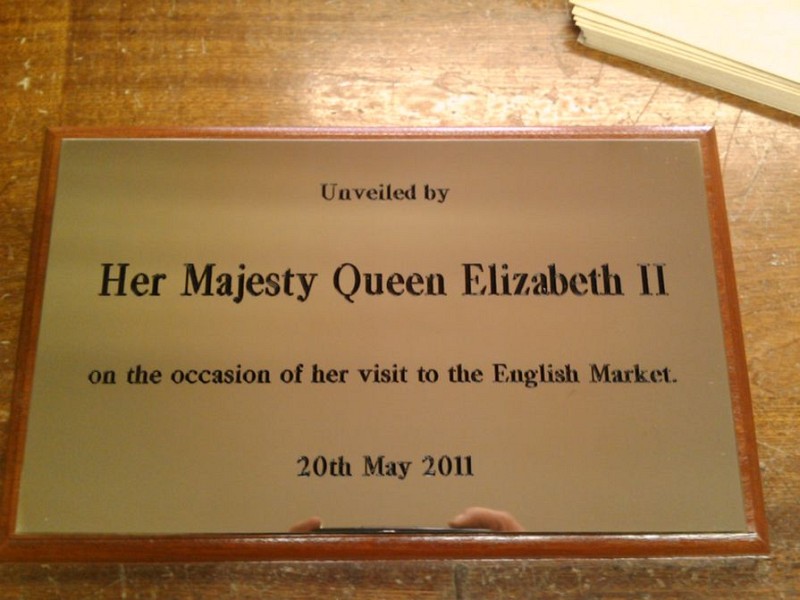 Unveiled by
Her Majesty Queen Elizabeth II
on the occasion of her visit to the English Market.
20th May 2011